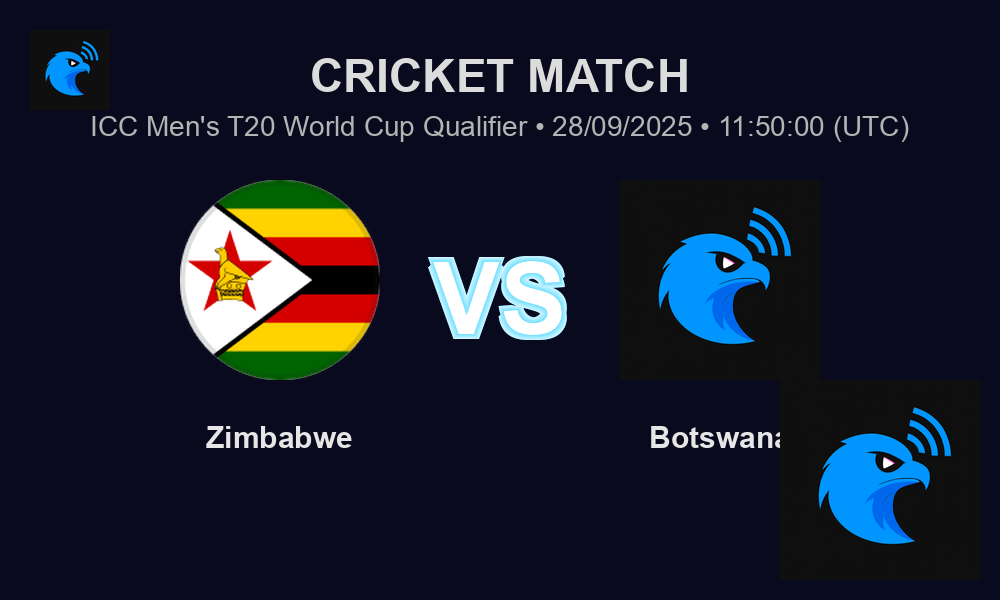 CRICKET MATCH
ICC Men's T20 World Cup Qualifier • 28/09/2025 • 11:50:00 (UTC)
VS
Zimbabwe
Botswana